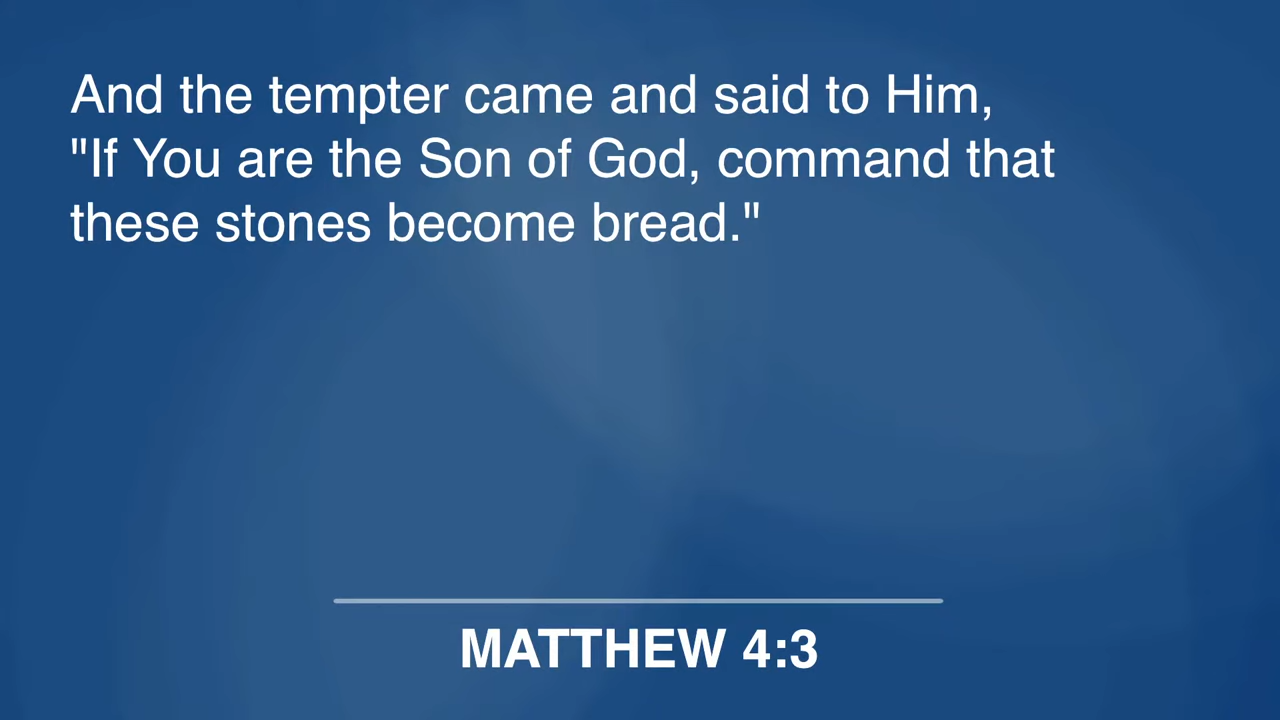 And the tempter came and said to Him,
"If You are the Son of God, command that
these stones become bread."
MATTHEW 4:3